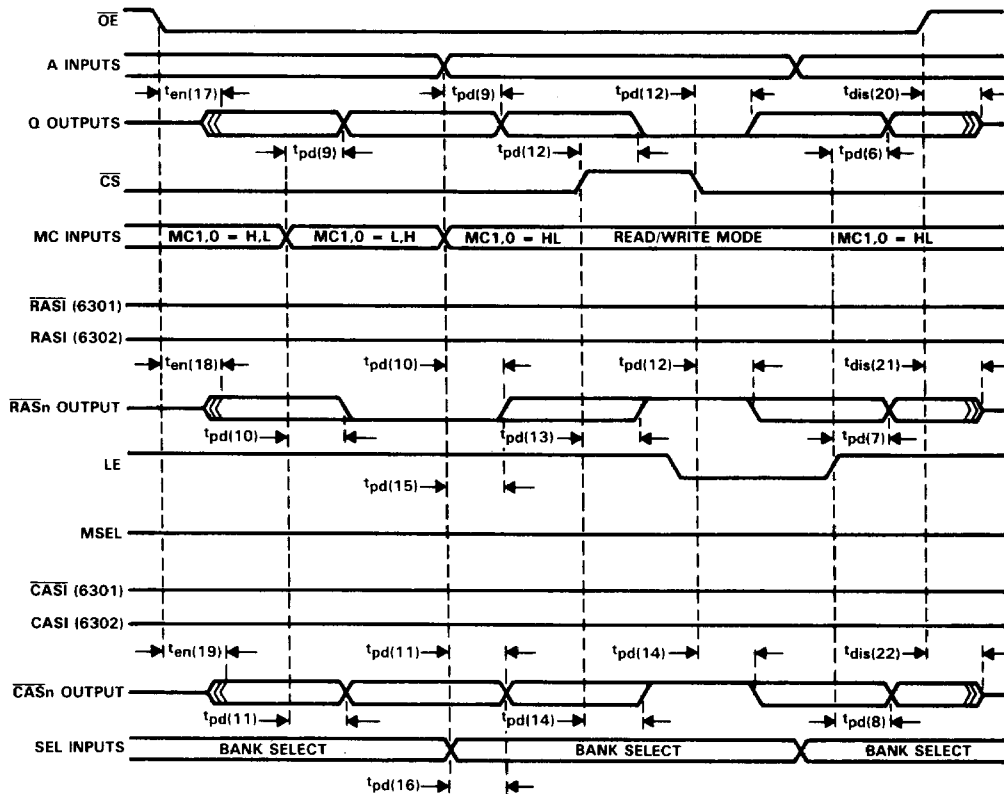 OE
A INPUTS
ten(17) tpd(9) tpd(12) tdis(20)
Q OUTPUTS
tpd(9) tpd(12) tpd(6)
CS
MC INPUTS MC1,0 = H,L MC1,0 = L,H MC1,0 = HL READ/WRITE MODE MC1,0 = HL
RASI (6301)
RASI (6302)
ten(18) tpd(10) tpd(12) tdis(21)
RASn OUTPUT
tpd(10) tpd(13) tpd(7)
LE
tpd(15)
MSEL
CASI (6301)
CASI (6302)
ten(19) tpd(11) tpd(14) tdis(22)
CASn OUTPUT
tpd(11) tpd(14) tpd(8)
SEL INPUTS BANK SELECT BANK SELECT BANK SELECT
tpd(16)